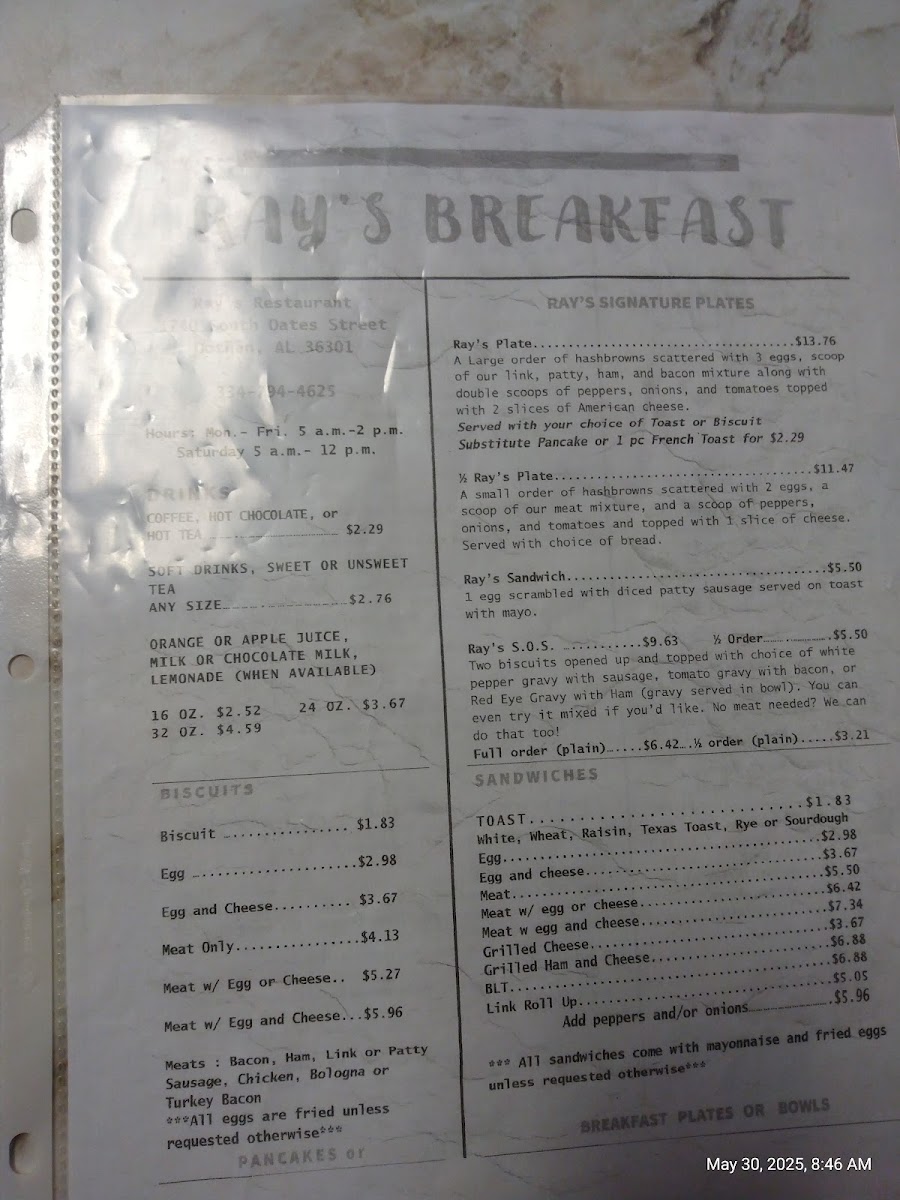 RAY'S BREAKFAST
Ray's Restaurant
South Oates Street
Dothan, AL 36301
334-794-4625
Hours: Mon.- Fri. 5 a.m.-2 p.m.
Saturday 5 a.m.- 12 p.m.
DRINKS
COFFEE, HOT CHOCOLATE, or
HOT TEA ............ $2.29
SOFT DRINKS, SWEET OR UNSWEET
TEA
ANY SIZE............$2.76
ORANGE OR APPLE JUICE,
MILK OR CHOCOLATE MILK,
LEMONADE (WHEN AVAILABLE)
16 OZ. $2.52 24 OZ. $3.67
32 OZ. $4.59
BISCUITS
Biscuit ................ $1.83
Egg ....................$2.98
Egg and Cheese.......... $3.67
Meat Only...............$4.13
Meat w/ Egg or Cheese.. $5.27
Meat w/ Egg and Cheese...$5.96
Meats : Bacon, Ham, Link or Patty
Sausage, Chicken, Bologna or
Turkey Bacon
***All eggs are fried unless
requested otherwise***
PANCAKES or
RAY'S SIGNATURE PLATES
Ray's Plate....................................$13.76
A Large order of hashbrowns scattered with 3 eggs, scoop
of our link, patty, ham, and bacon mixture along with
double scoops of peppers, onions, and tomatoes topped
with 2 slices of American cheese.
Served with your choice of Toast or Biscuit
Substitute Pancake or 1 pc French Toast for $2.29
½ Ray's Plate....................................$11.47
A small order of hashbrowns scattered with 2 eggs, a
scoop of our meat mixture, and a scoop of peppers,
onions, and tomatoes and topped with 1 slice of cheese.
Served with choice of bread.
Ray's Sandwich....................................$5.50
1 egg scrambled with diced patty sausage served on toast
with mayo.
Ray's S.O.S. ............$9.63 ½ Order............$5.50
Two biscuits opened up and topped with choice of white
pepper gravy with sausage, tomato gravy with bacon, or
Red Eye Gravy with Ham (gravy served in bowl). You can
even try it mixed if you'd like. No meat needed? We can
do that too!
Full order (plain)......$6.42....½ order (plain).....$3.21
SANDWICHES
TOAST..............................$1.83
White, Wheat, Raisin, Texas Toast, Rye or Sourdough
Egg........................................$2.98
Egg and cheese..............................$3.67
Meat........................................$5.50
Meat w/ egg or cheese........................$6.42
Meat w egg and cheese........................$7.34
Grilled Cheese..............................$3.67
Grilled Ham and Cheese......................$6.88
BLT........................................$6.88
Link Roll Up................................$5.05
Add peppers and/or onions............$5.96
*** All sandwiches come with mayonnaise and fried eggs
unless requested otherwise***
BREAKFAST PLATES OR BOWLS
May 30, 2025, 8:46 AM